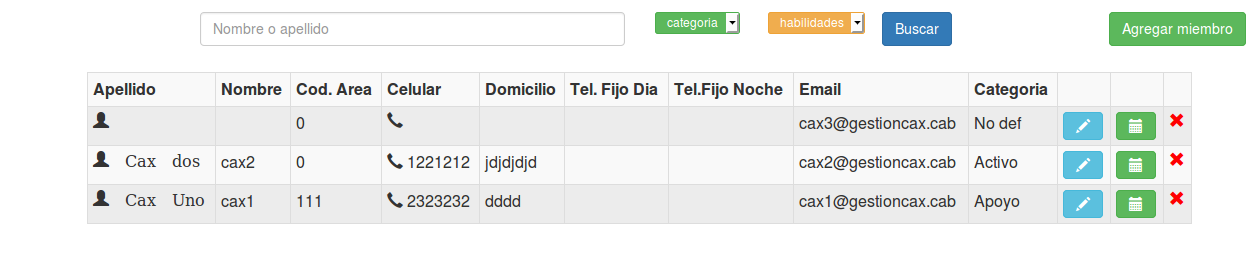 Nombre o apellido categoria habilidades Buscar Agregar miembro
Apellido Nombre Cod. Area Celular Domicilio Tel. Fijo Dia Tel.Fijo Noche Email Categoria
0 cax3@gestioncax.cab No def
Cax dos cax2 0 1221212 jdjdjdjd cax2@gestioncax.cab Activo
Cax Uno cax1 111 2323232 dddd cax1@gestioncax.cab Apoyo